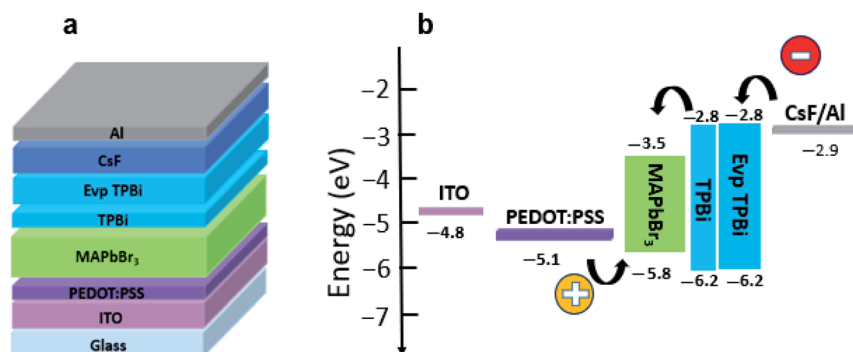 a
Al
CsF
Evp TPBi
TPBi
MAPbBr₃
PEDOT:PSS
ITO
Glass
b
Energy (eV)
−2
−3
−4
−5
−6
−7
ITO
−4.8
PEDOT:PSS
−5.1
+
−3.5
MAPbBr₃
−5.8
−2.8
TPBi
−6.2
−2.8
Evp TPBi
−6.2
−
CsF/Al
−2.9